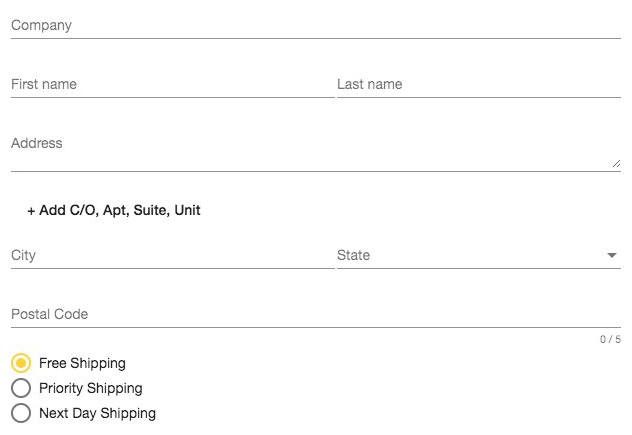 Company
First name Last name
Address
+ Add C/O, Apt, Suite, Unit
City State
Postal Code
0 / 5
Free Shipping
Priority Shipping
Next Day Shipping